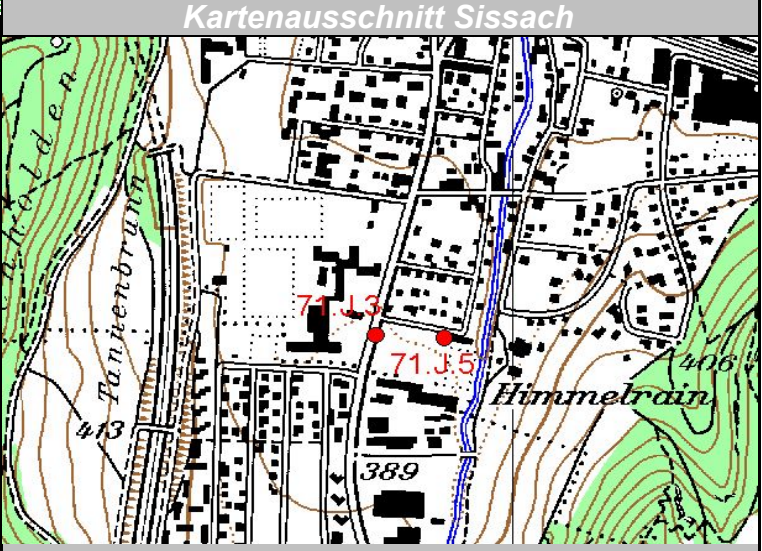 Kartenausschnitt Sissach
Tannenbrunn
71.J.3
71.J.5
406
Himmelrain
413
389